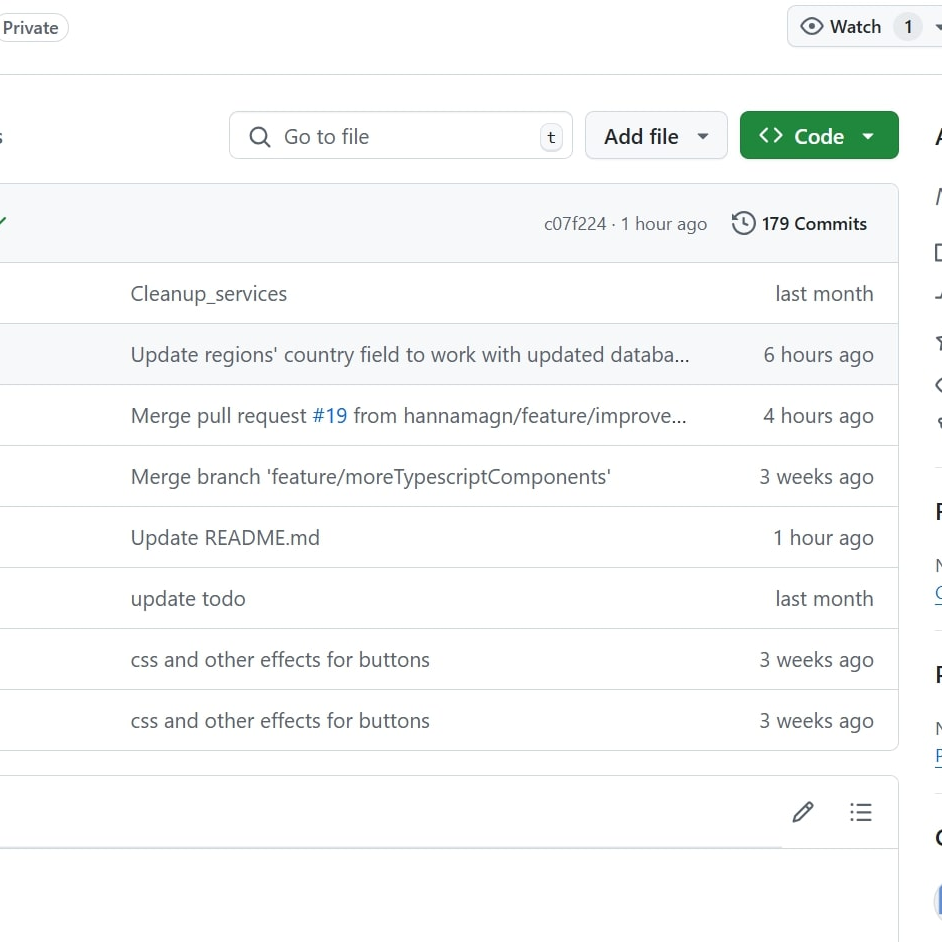 Private
Watch 1
Go to file t
Add file
Code
c07f224 · 1 hour ago
179 Commits
Cleanup_services last month
Update regions' country field to work with updated databa... 6 hours ago
Merge pull request #19 from hannamagn/feature/improve... 4 hours ago
Merge branch 'feature/moreTypescriptComponents' 3 weeks ago
Update README.md 1 hour ago
update todo last month
css and other effects for buttons 3 weeks ago
css and other effects for buttons 3 weeks ago